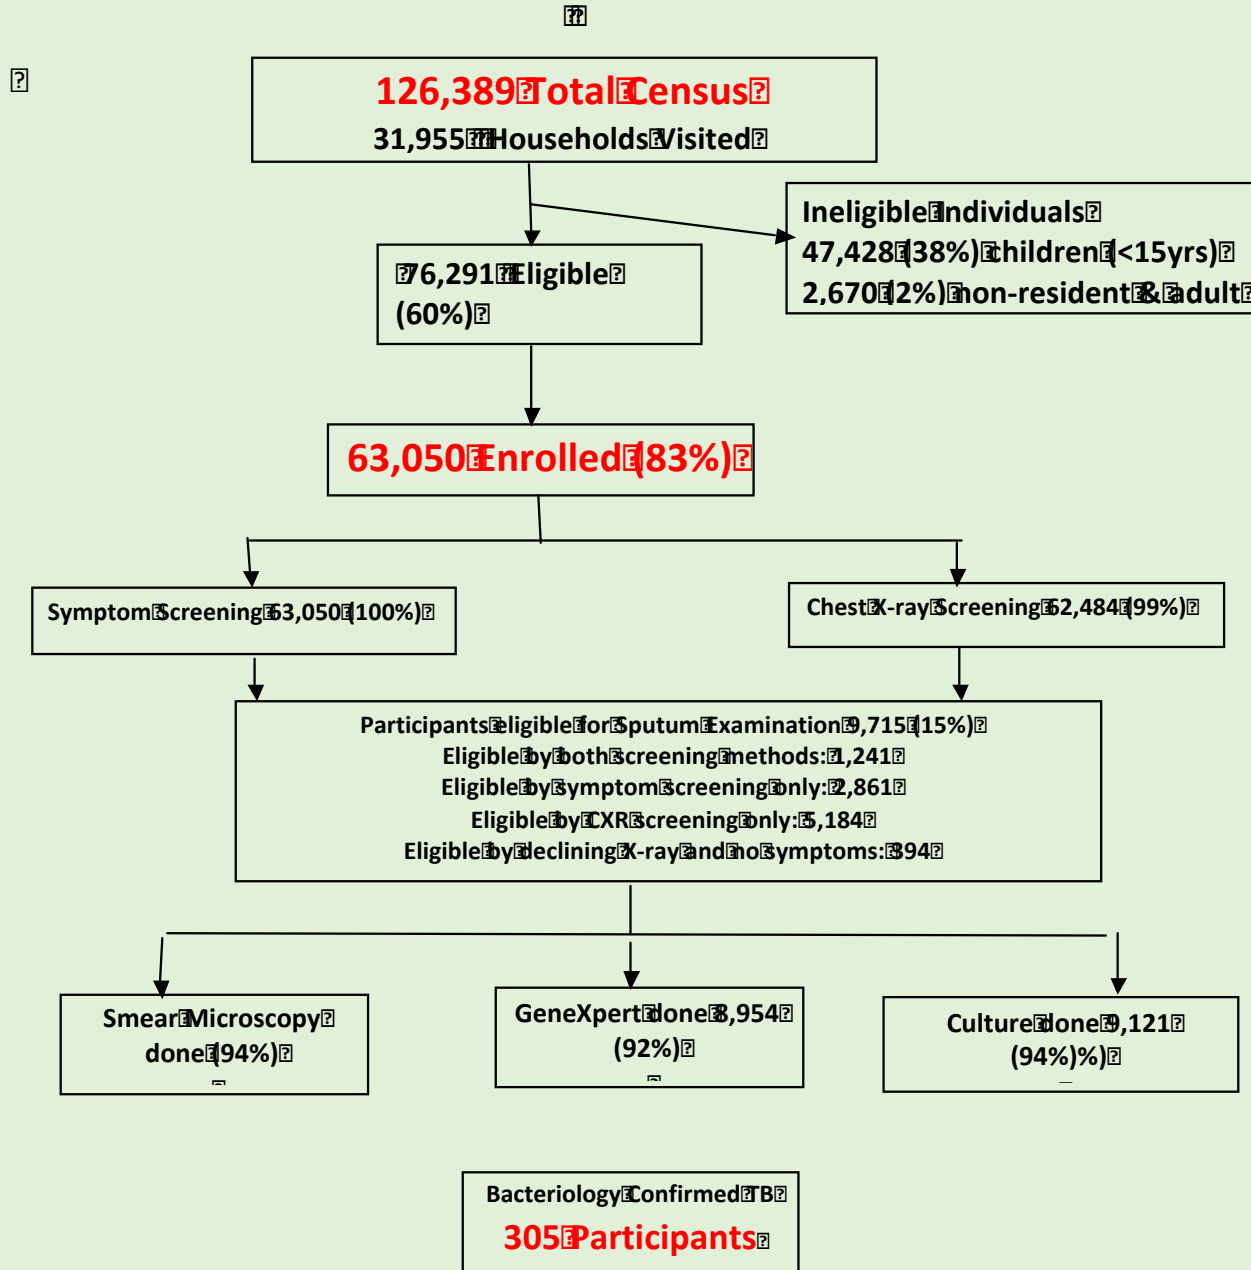 126,389 Total Census
31,955 Households Visited
Ineligible Individuals
47,428 (38%) children (<15yrs)
2,670 (2%) non-resident & adult
76,291 Eligible
(60%)
63,050 Enrolled (83%)
Symptom Screening 63,050 (100%)
Chest X-ray Screening 62,484 (99%)
Participants eligible for Sputum Examination 9,715 (15%)
Eligible by both screening methods: 1,241
Eligible by symptom screening only: 2,861
Eligible by CXR screening only: 5,184
Eligible by declining X-ray and no symptoms: 394
Smear Microscopy
done (94%)
GeneXpert done 8,954
(92%)
Culture done 9,121
(94%)%)
Bacteriology Confirmed TB
305 Participants